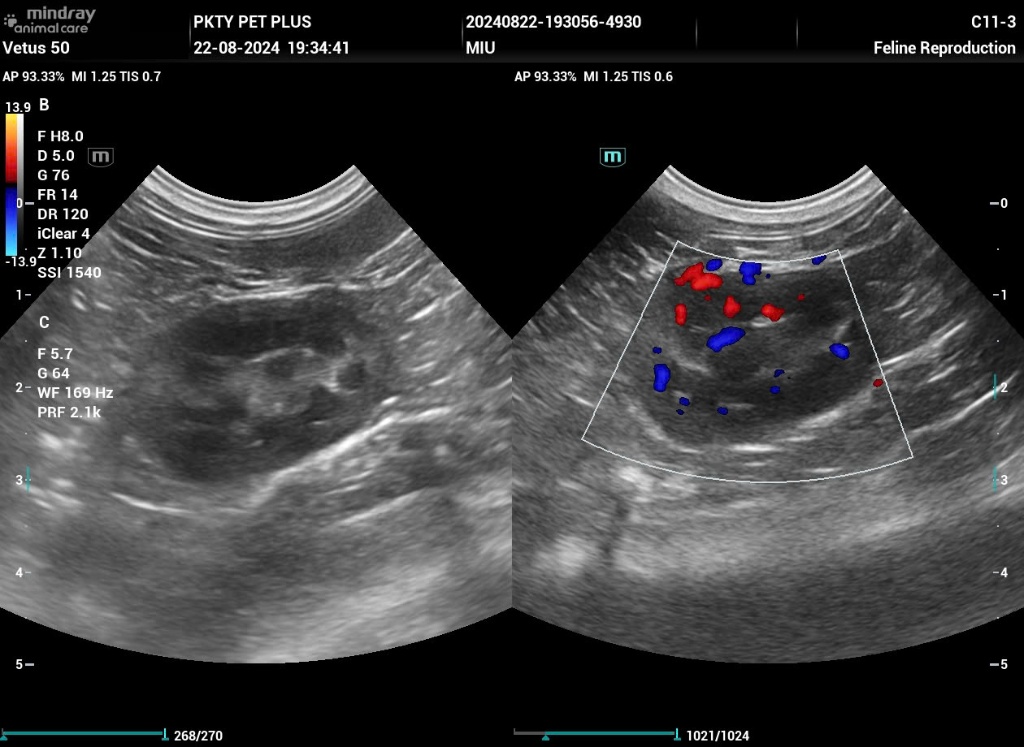 mindray
animal care
Vetus 50
PKTY PET PLUS
22-08-2024 19:34:41
20240822-193056-4930
MIU
C11-3
Feline Reproduction
AP 93.33% MI 1.25 TIS 0.7
AP 93.33% MI 1.25 TIS 0.6
13.9
-13.9
B
F H8.0
D 5.0
G 76
FR 14
DR 120
iClear 4
Z 1.10
SSI 1540
C
F 5.7
G 64
WF 169 Hz
PRF 2.1k
m
m
0
1
2
3
4
5
0
1
2
3
4
5
268/270
1021/1024